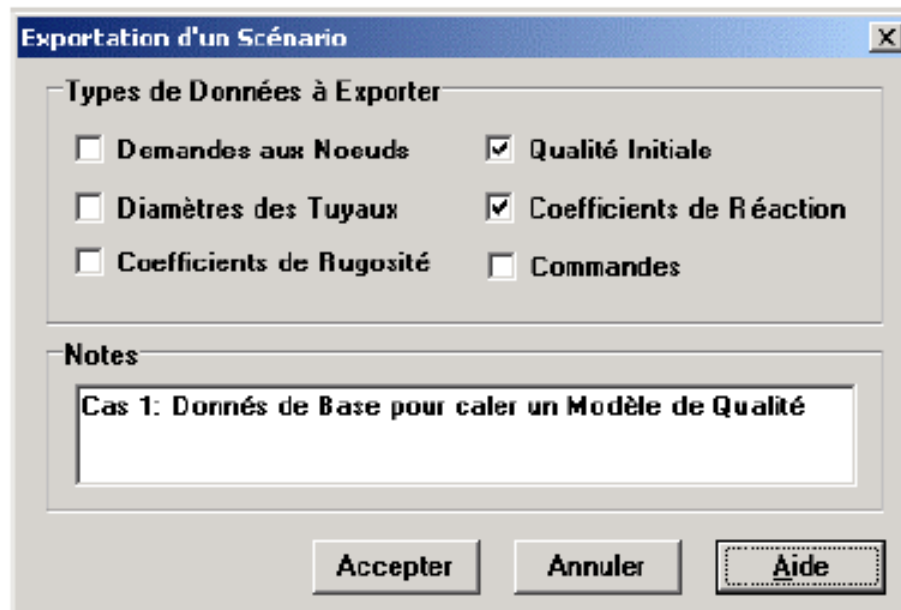 Exportation d'un Scénario
Types de Données à Exporter
Demandes aux Noeuds
Qualité Initiale
Diamètres des Tuyaux
Coefficients de Réaction
Coefficients de Rugosité
Commandes
Notes
Cas 1: Donnés de Base pour caler un Modèle de Qualité
Accepter
Annuler
Aide